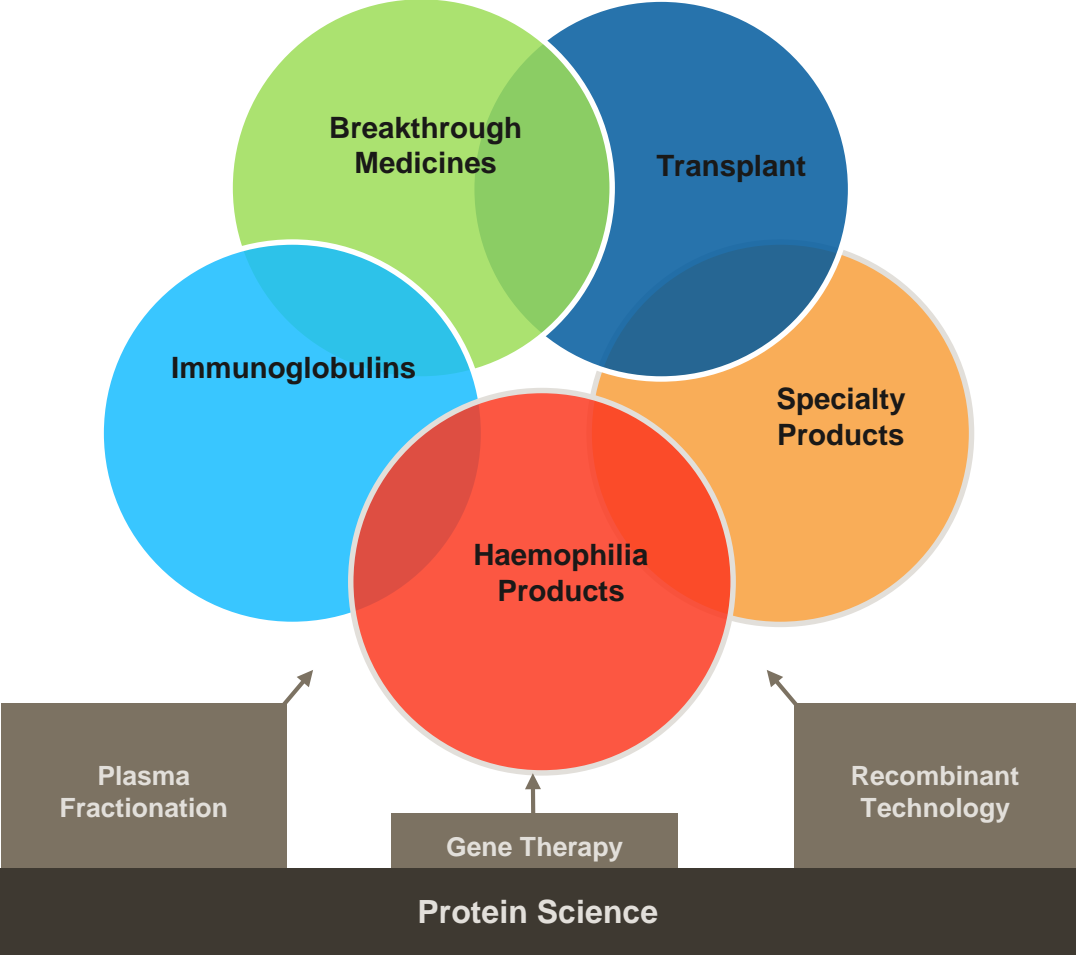 Breakthrough
Medicines
Transplant
Immunoglobulins
Specialty
Products
Haemophilia
Products
Plasma
Fractionation
Gene Therapy
Recombinant
Technology
Protein Science